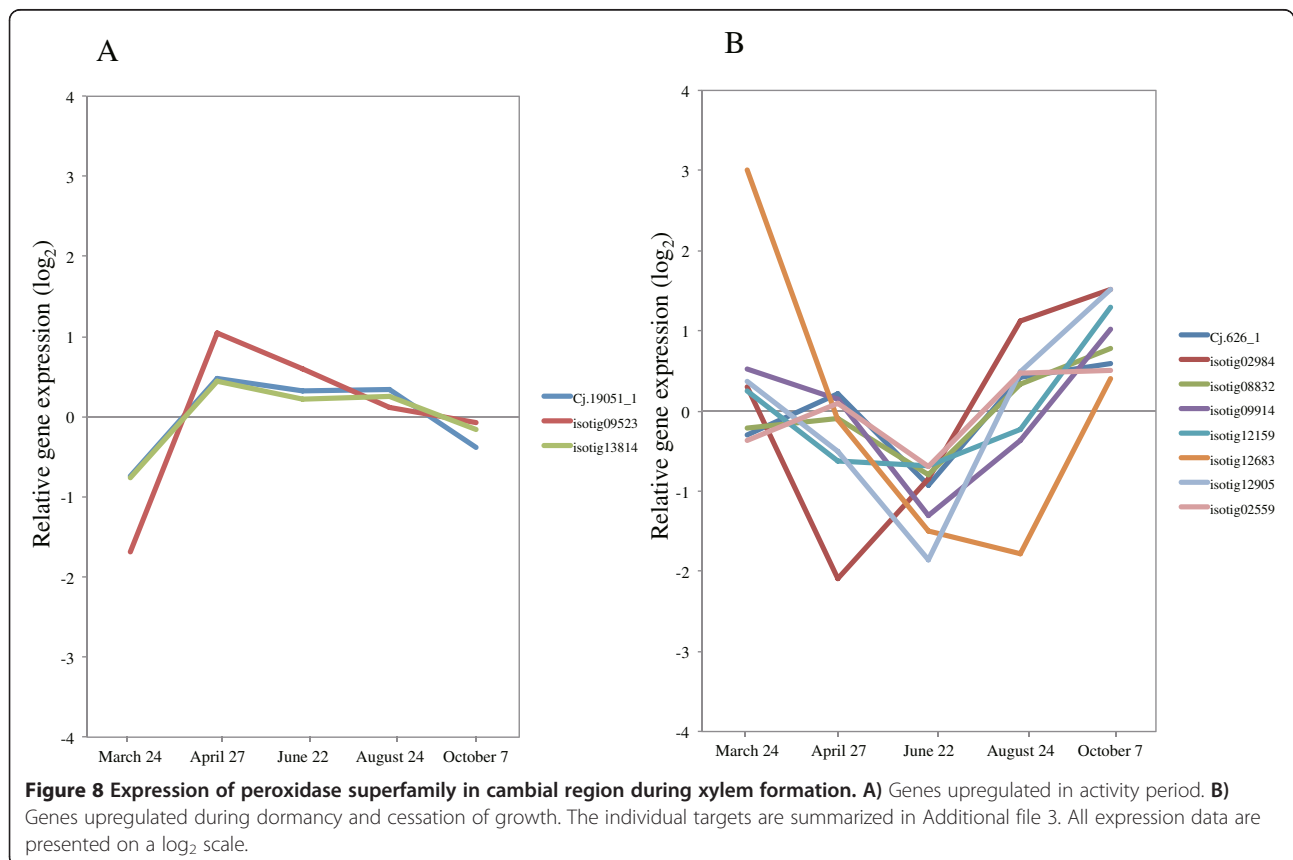 A
Relative gene expression (log₂)
4
3
2
1
0
-1
-2
-3
-4
March 24 April 27 June 22 August 24 October 7
Cj.19051_1
isotig09523
isotig13814
B
Relative gene expression (log₂)
4
3
2
1
0
-1
-2
-3
-4
March 24 April 27 June 22 August 24 October 7
Cj.626_1
isotig02984
isotig08832
isotig09914
isotig12159
isotig12683
isotig12905
isotig02559
Figure 8 Expression of peroxidase superfamily in cambial region during xylem formation. A) Genes upregulated in activity period. B)
Genes upregulated during dormancy and cessation of growth. The individual targets are summarized in Additional file 3. All expression data are
presented on a log₂ scale.